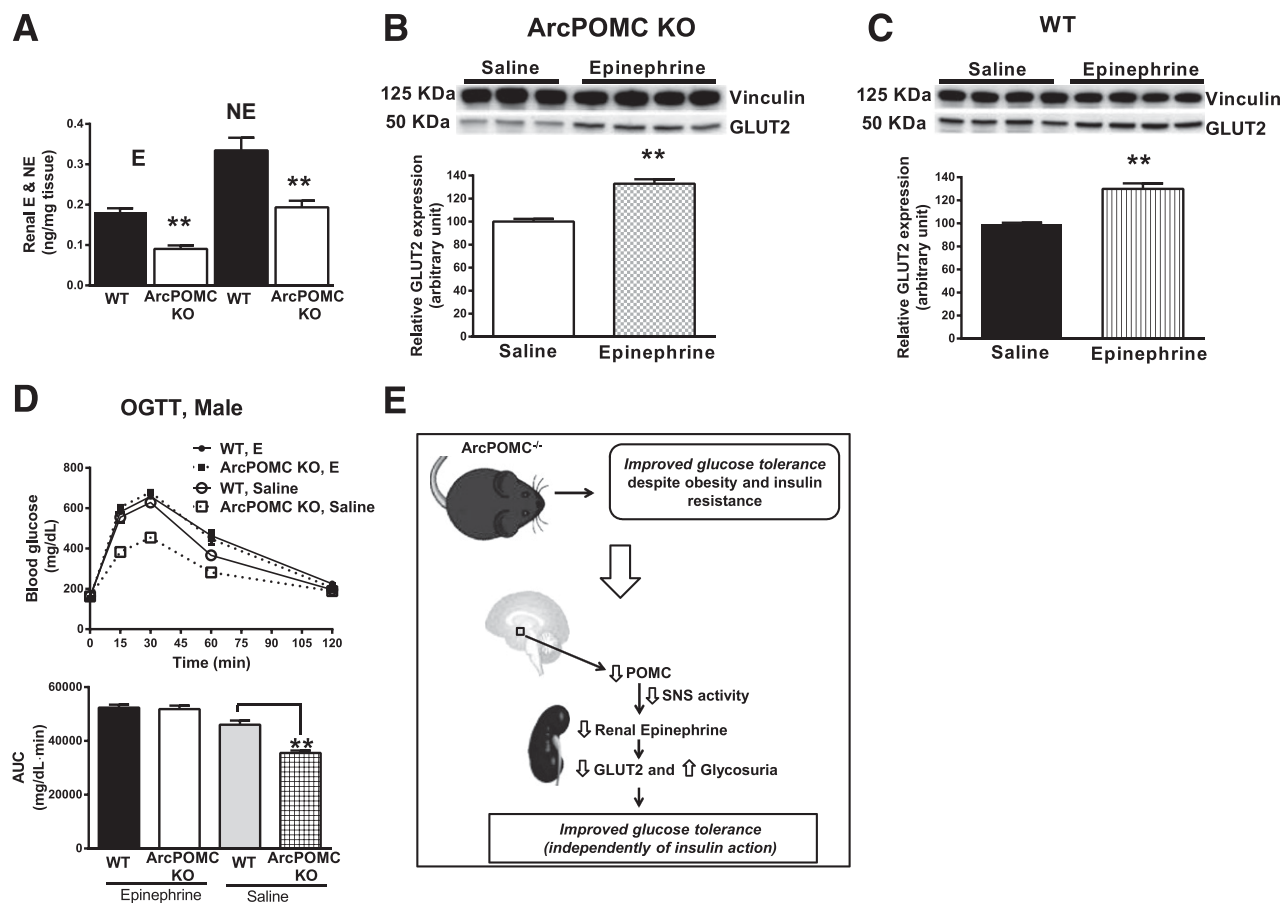 A
E
NE
**
**
Renal E & NE
(ng/mg tissue)
0.4
0.3
0.2
0.1
0.0
WT
ArcPOMC
KO
WT
ArcPOMC
KO
B
ArcPOMC KO
Saline
Epinephrine
125 KDa
Vinculin
50 KDa
GLUT2
**
Relative GLUT2 expression
(arbitrary unit)
140
120
100
80
60
40
20
0
Saline
Epinephrine
C
WT
Saline
Epinephrine
125 KDa
Vinculin
50 KDa
GLUT2
**
Relative GLUT2 expression
(arbitrary unit)
140
120
100
80
60
40
20
0
Saline
Epinephrine
D
OGTT, Male
WT, E
ArcPOMC KO, E
WT, Saline
ArcPOMC KO, Saline
Blood glucose
(mg/dL)
800
600
400
200
0
0 15 30 45 60 75 90 105 120
Time (min)
AUC
(mg/dL·min)
60000
40000
20000
0
**
WT
ArcPOMC
KO
WT
ArcPOMC
KO
Epinephrine
Saline
E
ArcPOMC-/-
Improved glucose tolerance
despite obesity and insulin
resistance
POMC
SNS activity
Renal Epinephrine
GLUT2 and Glycosuria
Improved glucose tolerance
(independently of insulin action)